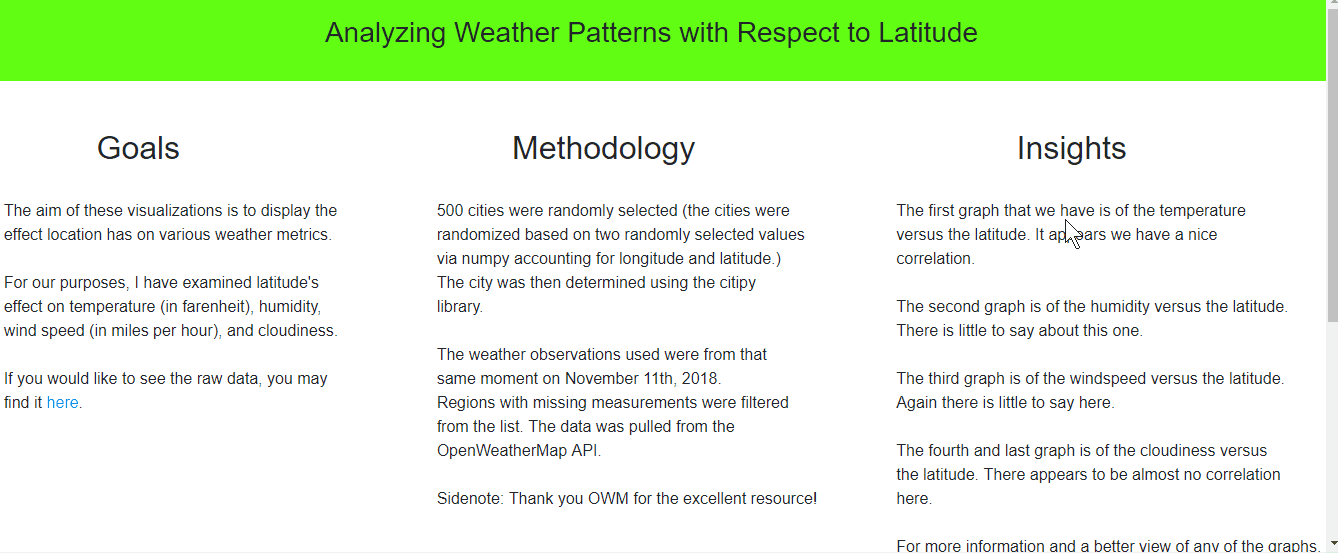 Analyzing Weather Patterns with Respect to Latitude
Goals
The aim of these visualizations is to display the
effect location has on various weather metrics.
For our purposes, I have examined latitude's
effect on temperature (in farenheit), humidity,
wind speed (in miles per hour), and cloudiness.
If you would like to see the raw data, you may
find it here.
Methodology
500 cities were randomly selected (the cities were
randomized based on two randomly selected values
via numpy accounting for longitude and latitude.)
The city was then determined using the citipy
library.
The weather observations used were from that
same moment on November 11th, 2018.
Regions with missing measurements were filtered
from the list. The data was pulled from the
OpenWeatherMap API.
Sidenote: Thank you OWM for the excellent resource!
Insights
The first graph that we have is of the temperature
versus the latitude. It appears we have a nice
correlation.
The second graph is of the humidity versus the latitude.
There is little to say about this one.
The third graph is of the windspeed versus the latitude.
Again there is little to say here.
The fourth and last graph is of the cloudiness versus
the latitude. There appears to be almost no correlation
here.
For more information and a better view of any of the graphs,